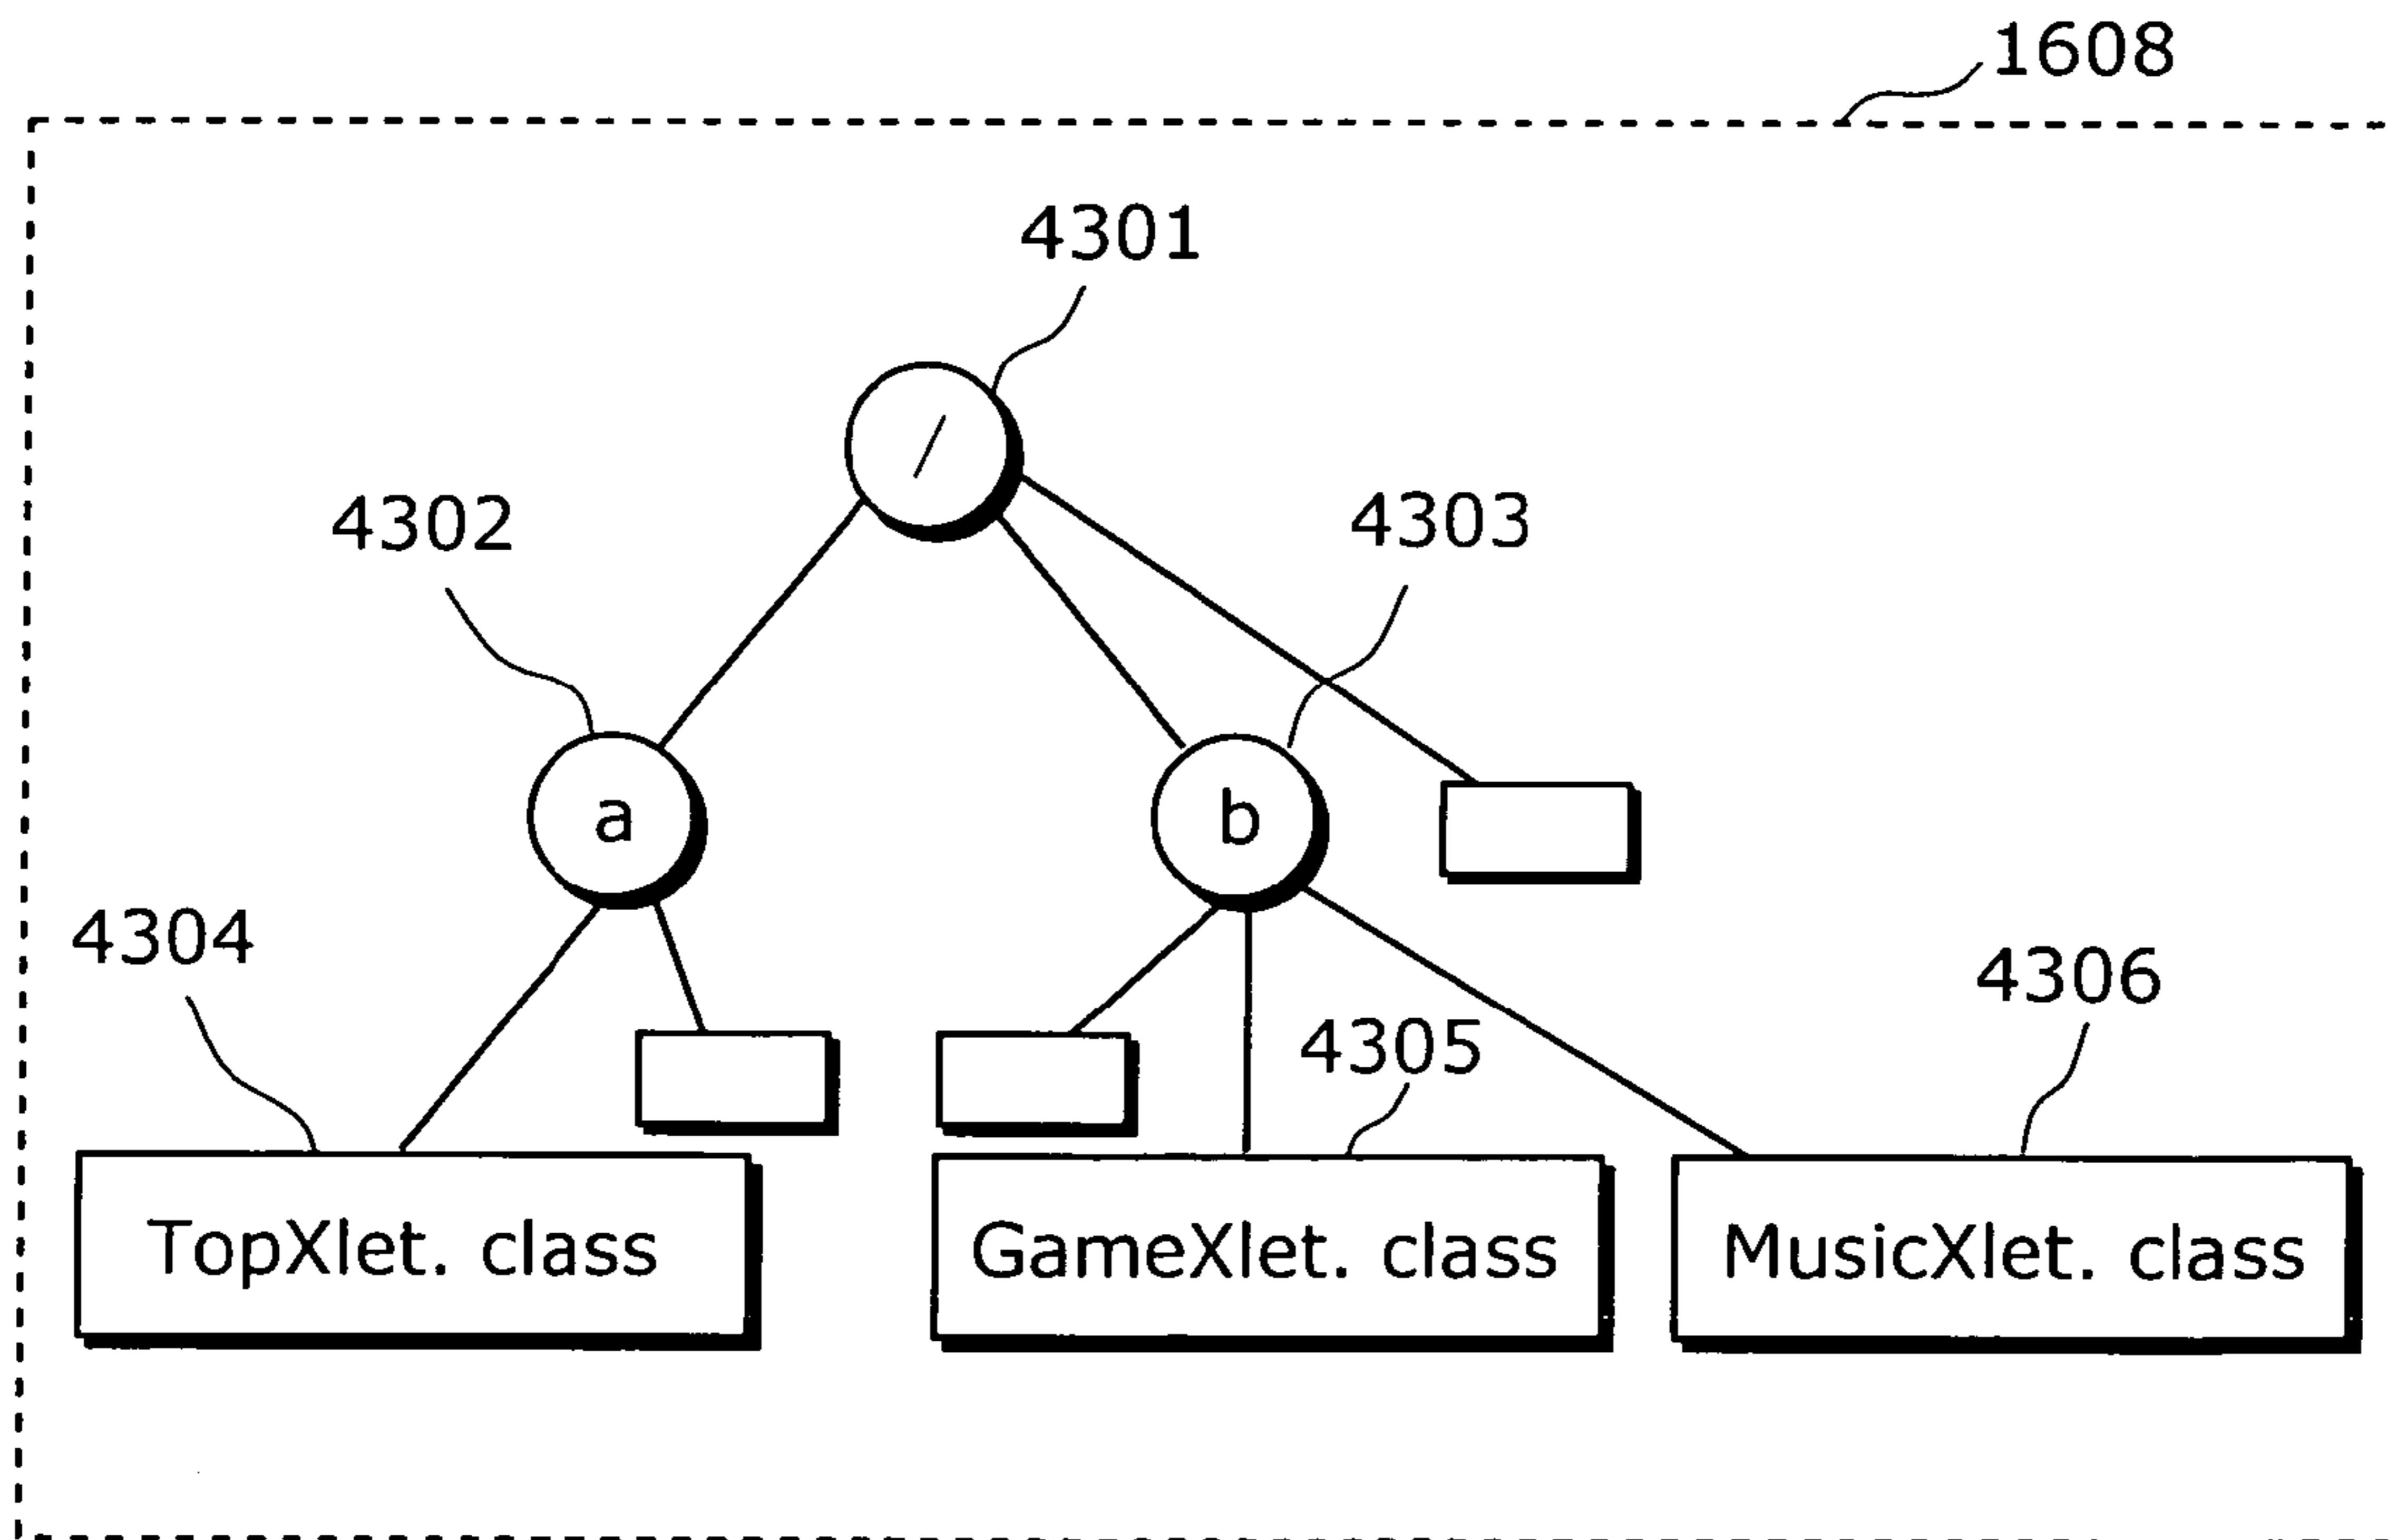 1608
4301
/
4302
4303
a
b
4304
4306
4305
TopXlet. class
GameXlet. class
MusicXlet. class